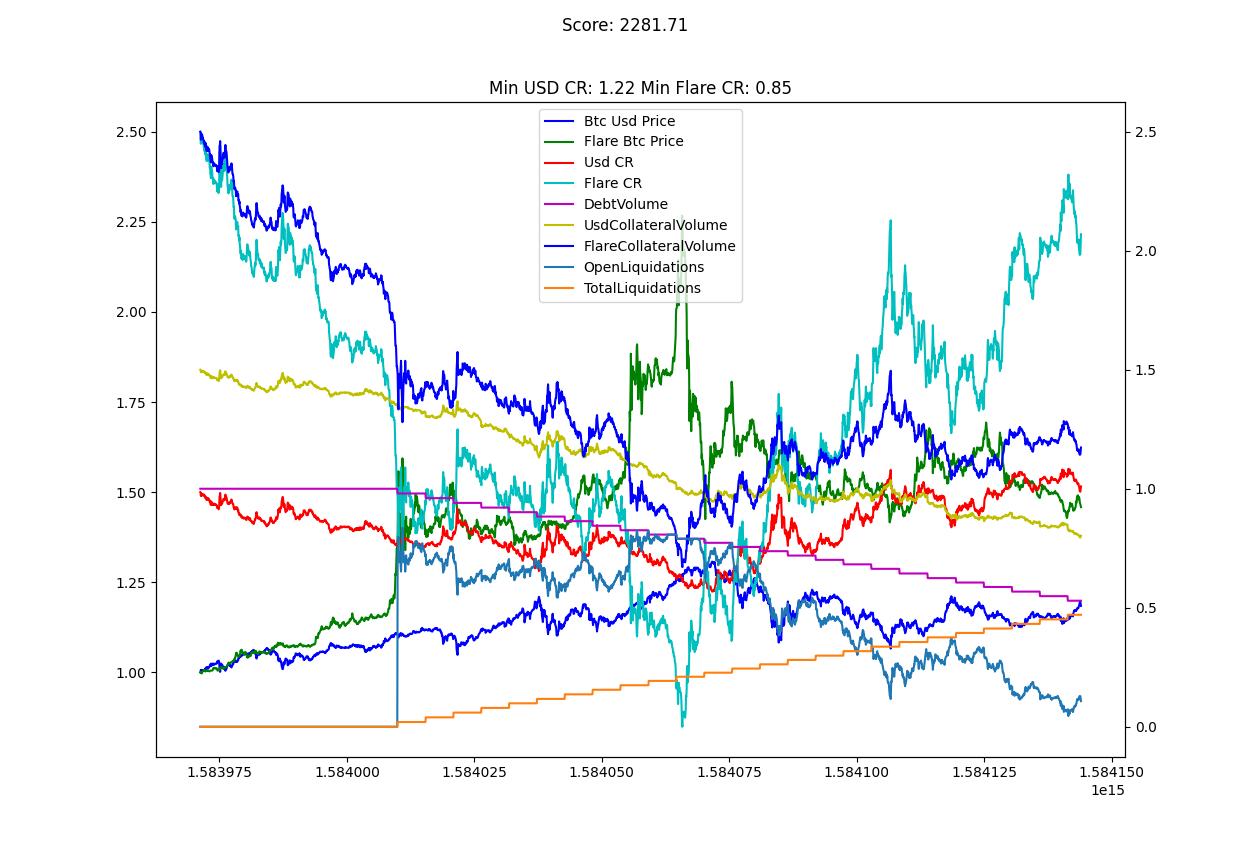 Score: 2281.71
Min USD CR: 1.22 Min Flare CR: 0.85
Btc Usd Price
Flare Btc Price
Usd CR
Flare CR
DebtVolume
UsdCollateralVolume
FlareCollateralVolume
OpenLiquidations
TotalLiquidations
2.50
2.25
2.00
1.75
1.50
1.25
1.00
2.5
2.0
1.5
1.0
0.5
0.0
1.583975 1.584000 1.584025 1.584050 1.584075 1.584100 1.584125 1.584150
1e15